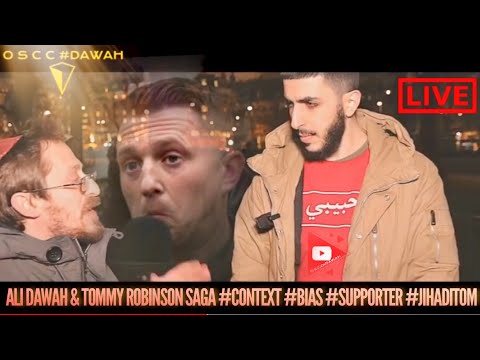 O S C C #DAWAH
LIVE
حبيبي
ALI DAWAH & TOMMY ROBINSON SAGA #CONTEXT #BIAS #SUPPORTER #JIHADITOM